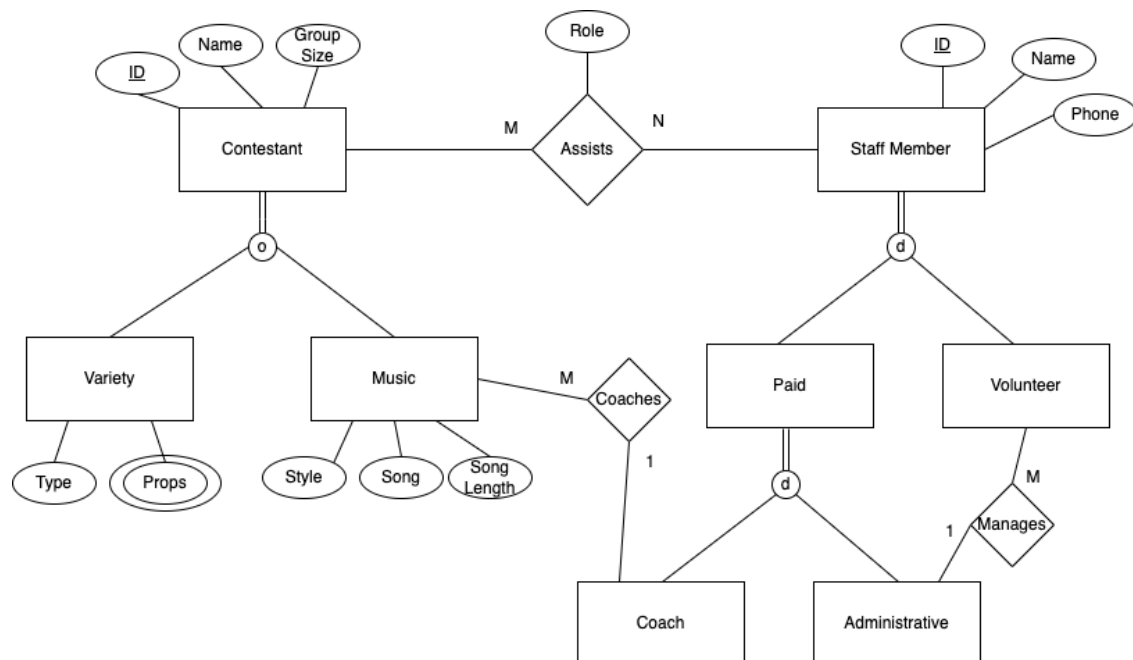 Role
Name
Group
Size
ID
ID
Name
Phone
M
N
Contestant
Assists
Staff Member
o
d
Variety
Music
M
Coaches
Paid
Volunteer
1
Type
Props
Style
Song
Song
Length
d
M
1
Manages
Coach
Administrative